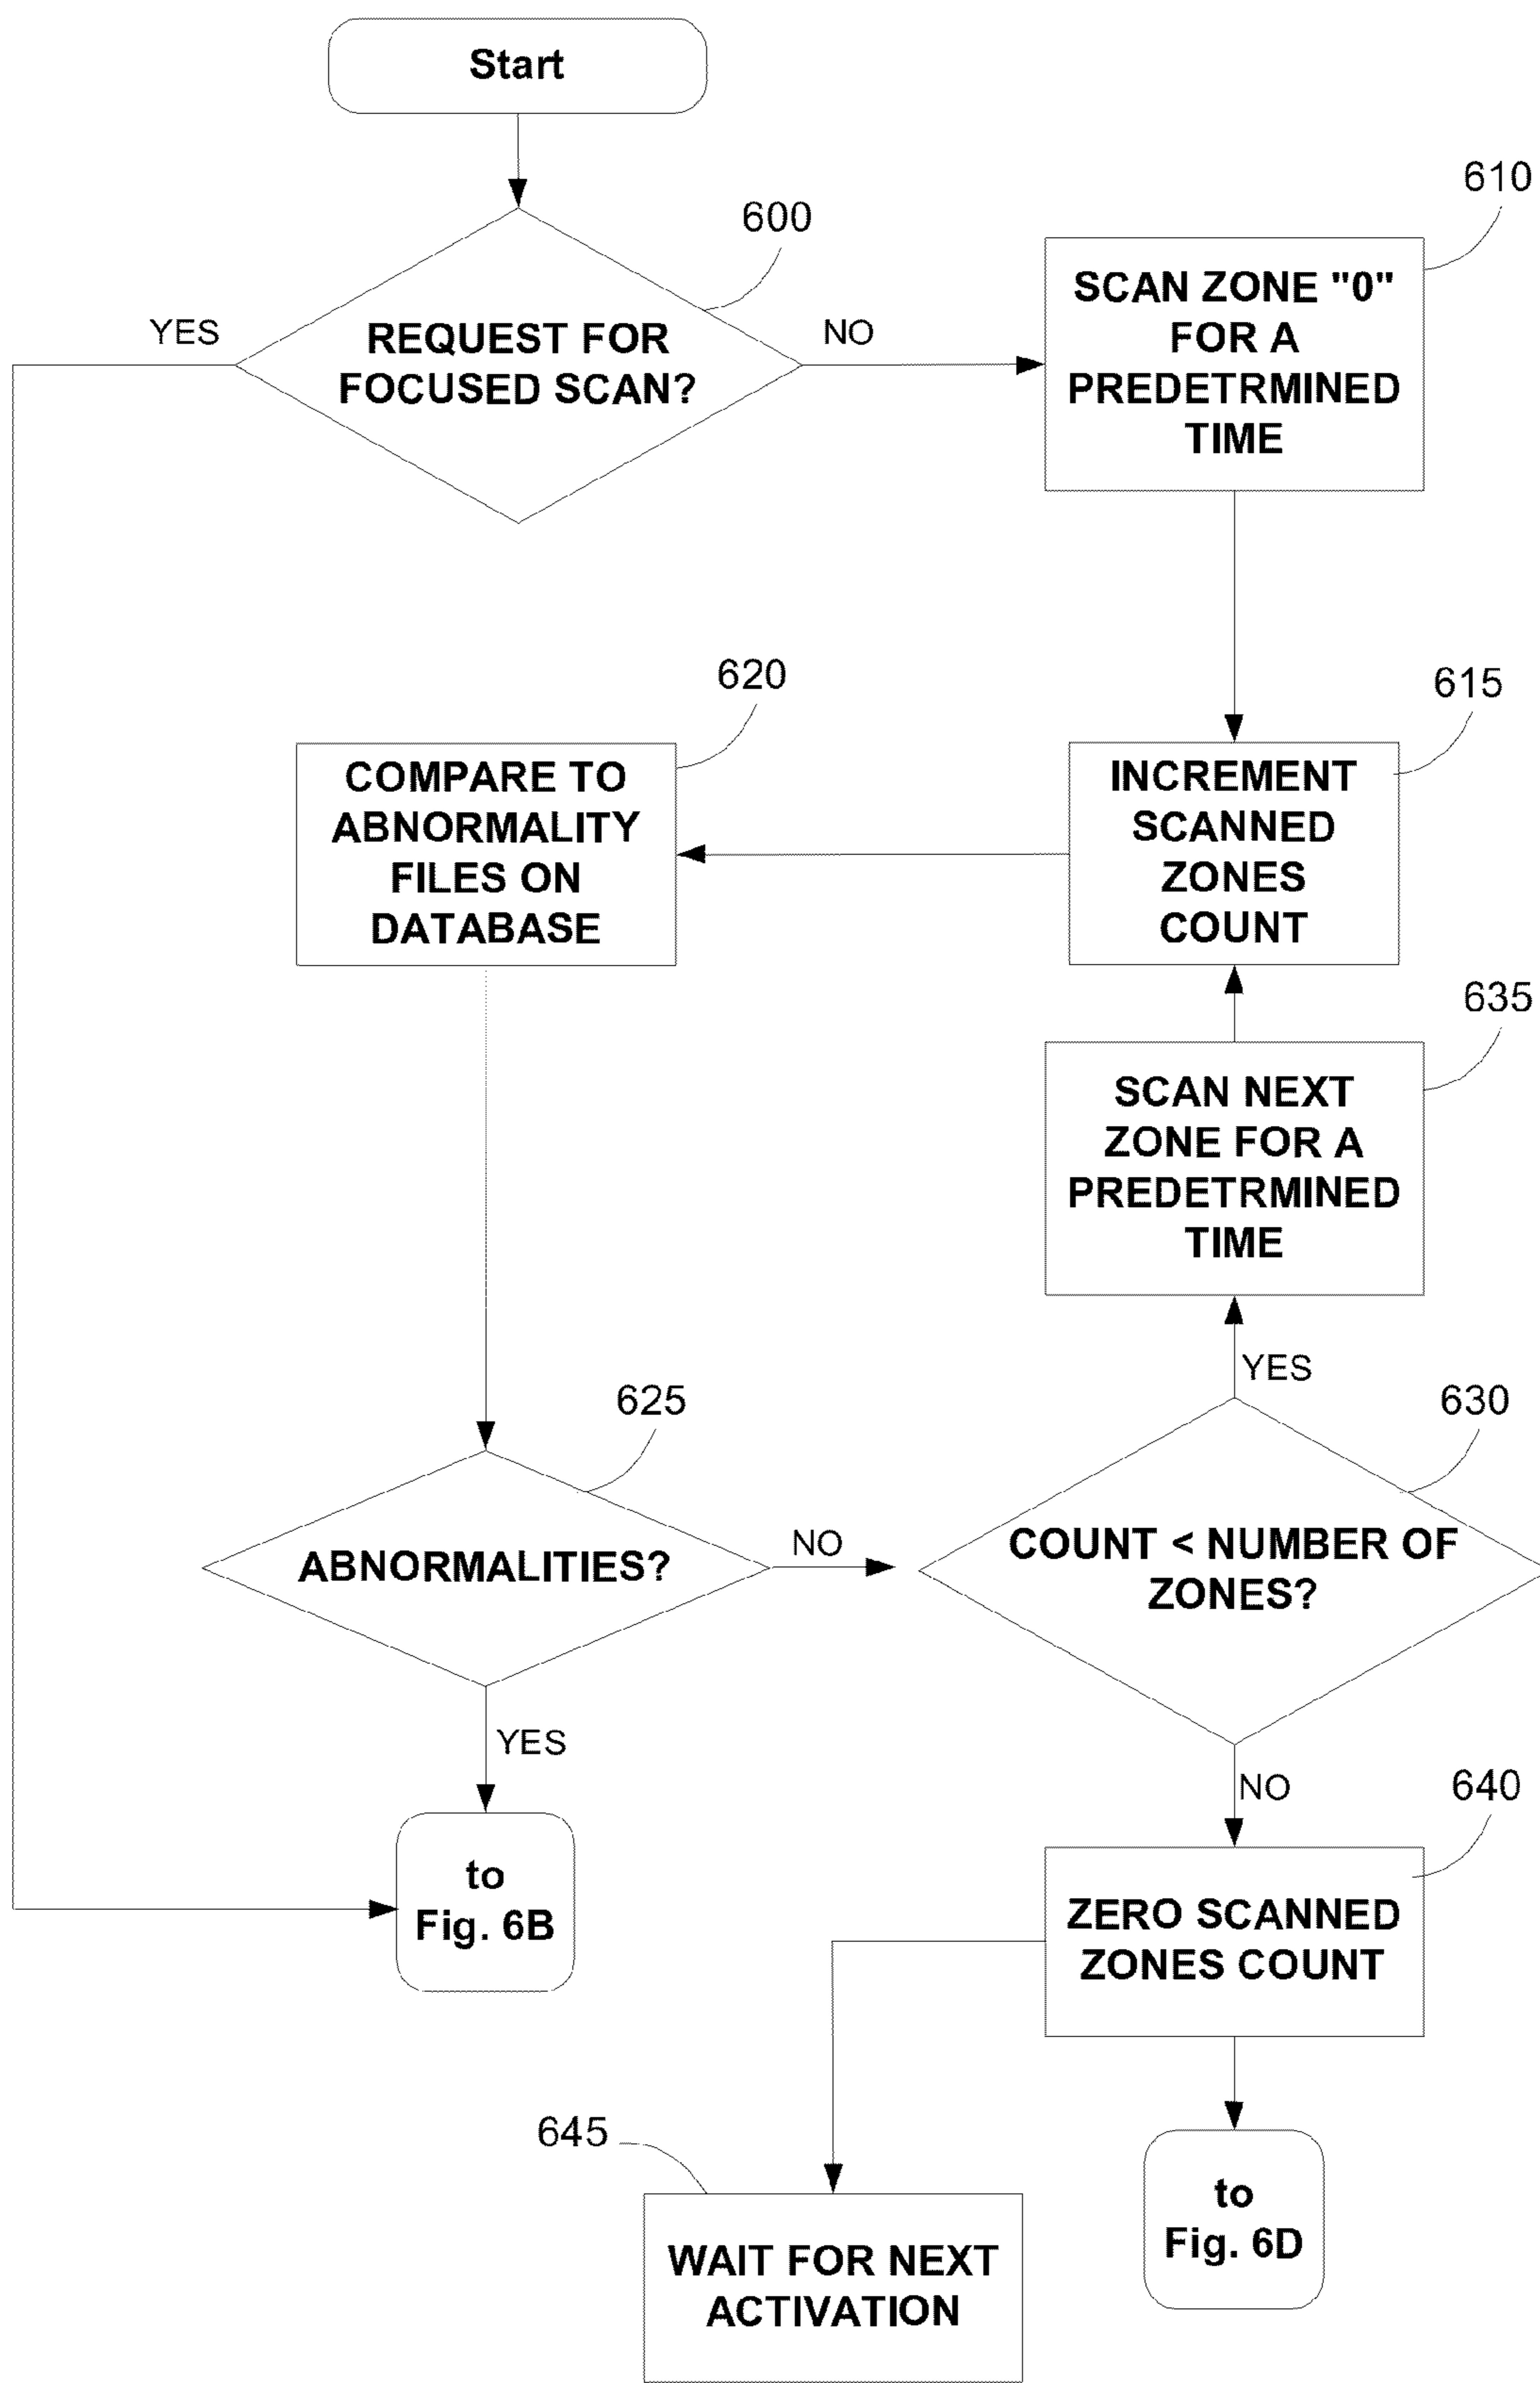 Start
600
610
YES
REQUEST FOR
FOCUSED SCAN?
NO
SCAN ZONE "0"
FOR A
PREDETRMINED
TIME
620
615
COMPARE TO
ABNORMALITY
FILES ON
DATABASE
INCREMENT
SCANNED
ZONES
COUNT
635
SCAN NEXT
ZONE FOR A
PREDETRMINED
TIME
YES
625
630
ABNORMALITIES?
NO
COUNT < NUMBER OF
ZONES?
YES
NO
640
to
Fig. 6B
ZERO SCANNED
ZONES COUNT
645
WAIT FOR NEXT
ACTIVATION
to
Fig. 6D